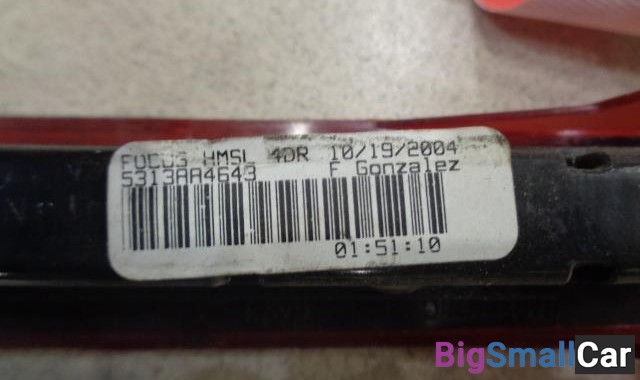 FOCUS HMSL 4DR 10/19/2004
5313AA4643 F Gonzalez
01:51:10
BigSmallCar